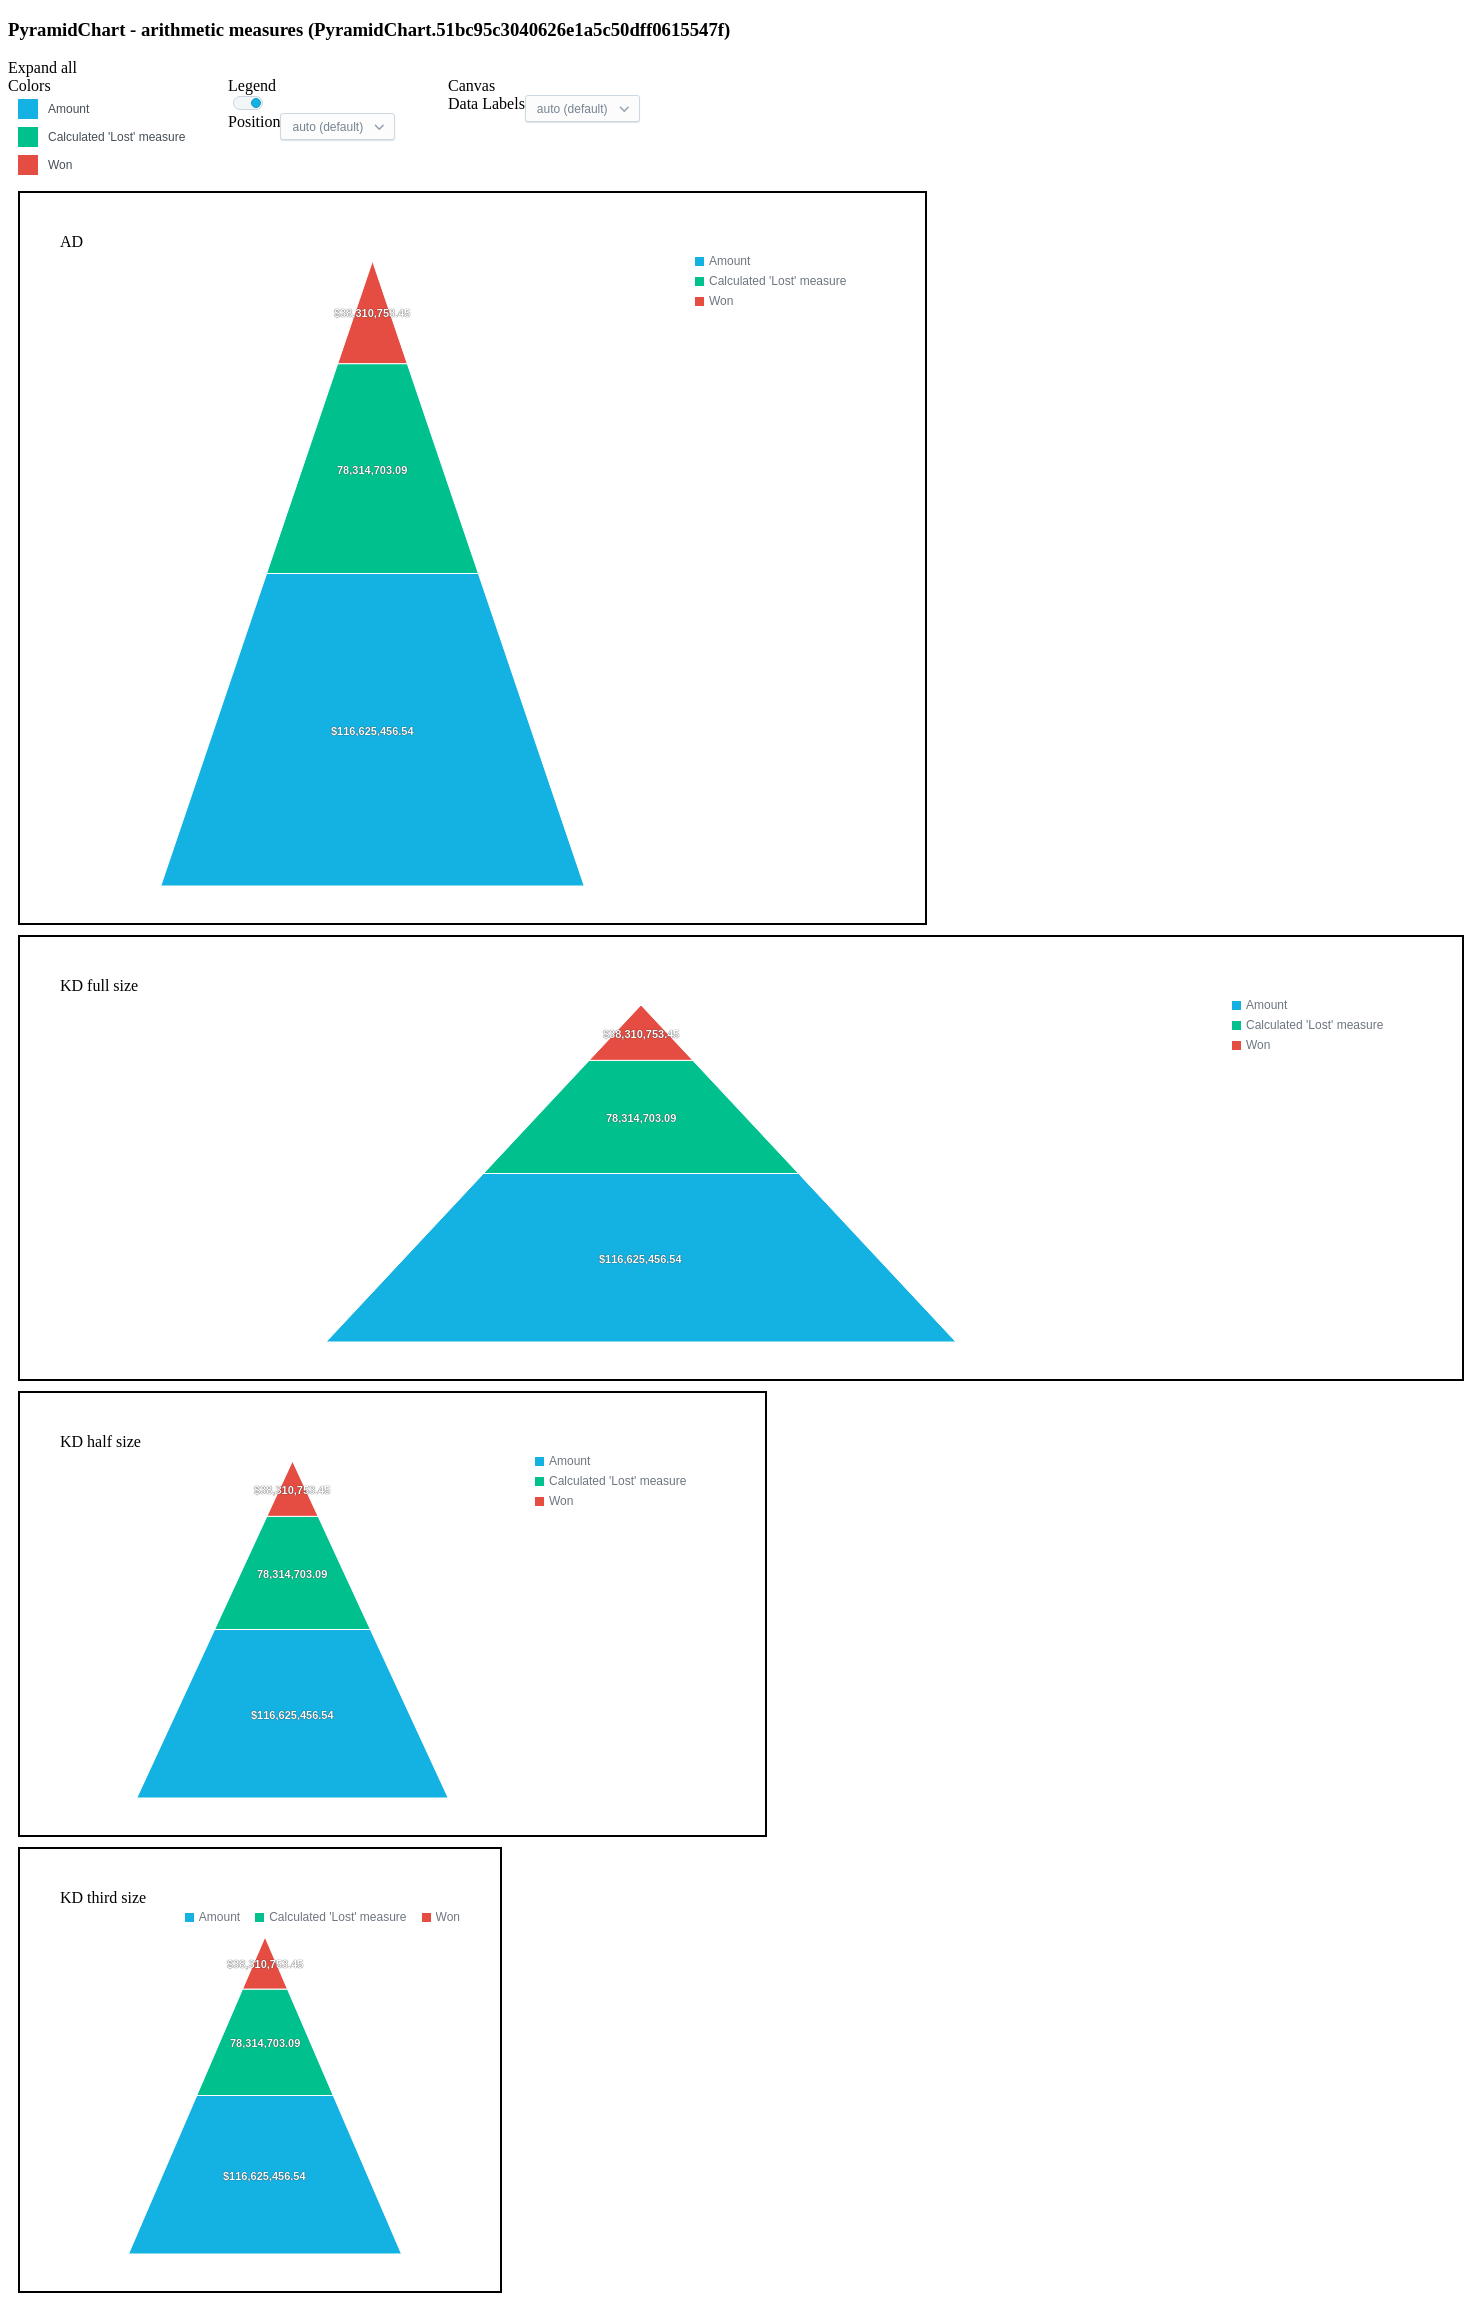 PyramidChart - arithmetic measures (PyramidChart.51bc95c3040626e1a5c50dff0615547f)
Expand all
Colors
Amount
Calculated 'Lost' measure
Won
Legend
Position auto (default)
Canvas
Data Labels auto (default)
AD
Amount
Calculated 'Lost' measure
Won
$38,310,753.45
78,314,703.09
$116,625,456.54
KD full size
Amount
Calculated 'Lost' measure
Won
$38,310,753.45
78,314,703.09
$116,625,456.54
KD half size
Amount
Calculated 'Lost' measure
Won
$38,310,753.45
78,314,703.09
$116,625,456.54
KD third size
Amount Calculated 'Lost' measure Won
$38,310,753.45
78,314,703.09
$116,625,456.54